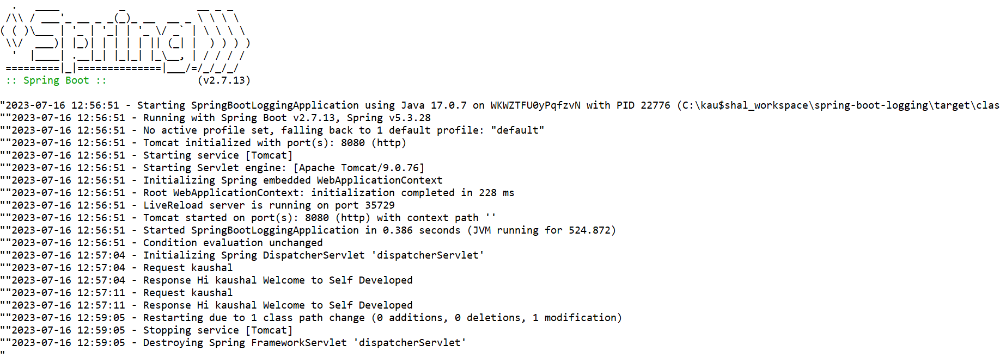 .   ____          _            __ _ _
 /\\ / ___'_ __ _ _(_)_ __  __ _ \ \ \ \
( ( )\___ | '_ | '_| | '_ \/ _` | \ \ \ \
 \\/  ___)| |_)| | | | | || (_| |  ) ) ) )
  '  |____| .__|_| |_|_| |_\__, | / / / /
 =========|_|==============|___/=/_/_/_/
 :: Spring Boot ::               (v2.7.13)

"2023-07-16 12:56:51 - Starting SpringBootLoggingApplication using Java 17.0.7 on WKWZTFU0yPqfzvN with PID 22776 (C:\kau$shal_workspace\spring-boot-logging\target\clas
""2023-07-16 12:56:51 - Running with Spring Boot v2.7.13, Spring v5.3.28
""2023-07-16 12:56:51 - No active profile set, falling back to 1 default profile: "default"
""2023-07-16 12:56:51 - Tomcat initialized with port(s): 8080 (http)
""2023-07-16 12:56:51 - Starting service [Tomcat]
""2023-07-16 12:56:51 - Starting Servlet engine: [Apache Tomcat/9.0.76]
""2023-07-16 12:56:51 - Initializing Spring embedded WebApplicationContext
""2023-07-16 12:56:51 - Root WebApplicationContext: initialization completed in 228 ms
""2023-07-16 12:56:51 - LiveReload server is running on port 35729
""2023-07-16 12:56:51 - Tomcat started on port(s): 8080 (http) with context path ''
""2023-07-16 12:56:51 - Started SpringBootLoggingApplication in 0.386 seconds (JVM running for 524.872)
""2023-07-16 12:56:51 - Condition evaluation unchanged
""2023-07-16 12:57:04 - Initializing Spring DispatcherServlet 'dispatcherServlet'
""2023-07-16 12:57:04 - Request kaushal
""2023-07-16 12:57:04 - Response Hi kaushal Welcome to Self Developed
""2023-07-16 12:57:11 - Request kaushal
""2023-07-16 12:57:11 - Response Hi kaushal Welcome to Self Developed
""2023-07-16 12:59:05 - Restarting due to 1 class path change (0 additions, 0 deletions, 1 modification)
""2023-07-16 12:59:05 - Stopping service [Tomcat]
""2023-07-16 12:59:05 - Destroying Spring FrameworkServlet 'dispatcherServlet'
"